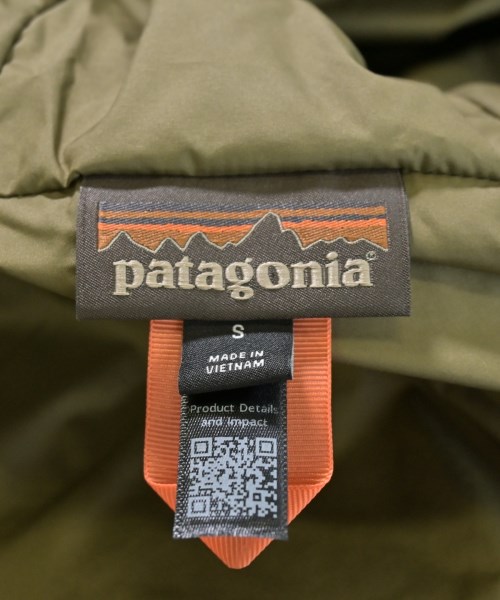 patagonia®
S
MADE IN
VIETNAM
Product Details
and Impact